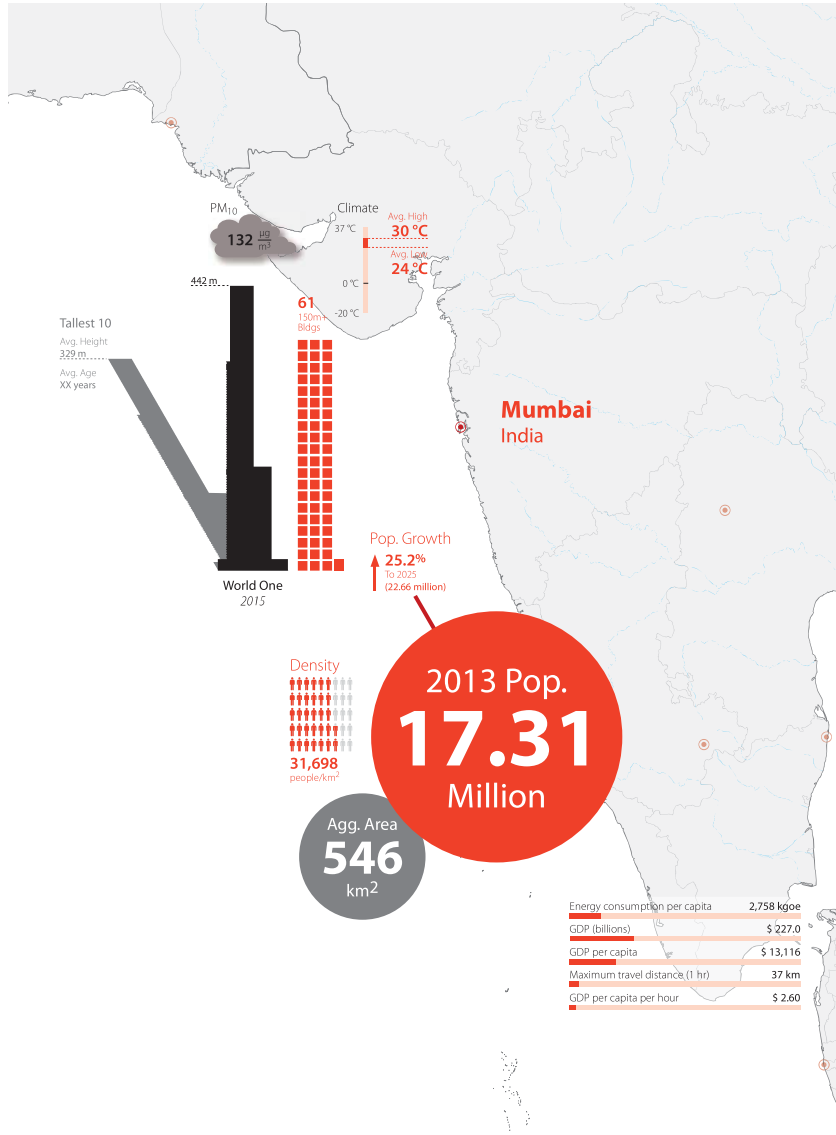 PM10
132 µg
m3
Climate
37 °C
Avg. High
30 °C
Avg. Low
24 °C
0 °C
-20 °C
442 m
61
150m+
Bldgs
Tallest 10
Avg. Height
329 m
Avg. Age
XX years
Mumbai
India
World One
2015
Pop. Growth
25.2%
To 2025
(22.66 million)
2013 Pop.
17.31
Million
Density
31,698
people/km2
Agg. Area
546
km2
Energy consumption per capita 2,758 kgoe
GDP (billions) $ 227.0
GDP per capita $ 13,116
Maximum travel distance (1 hr) 37 km
GDP per capita per hour $ 2.60